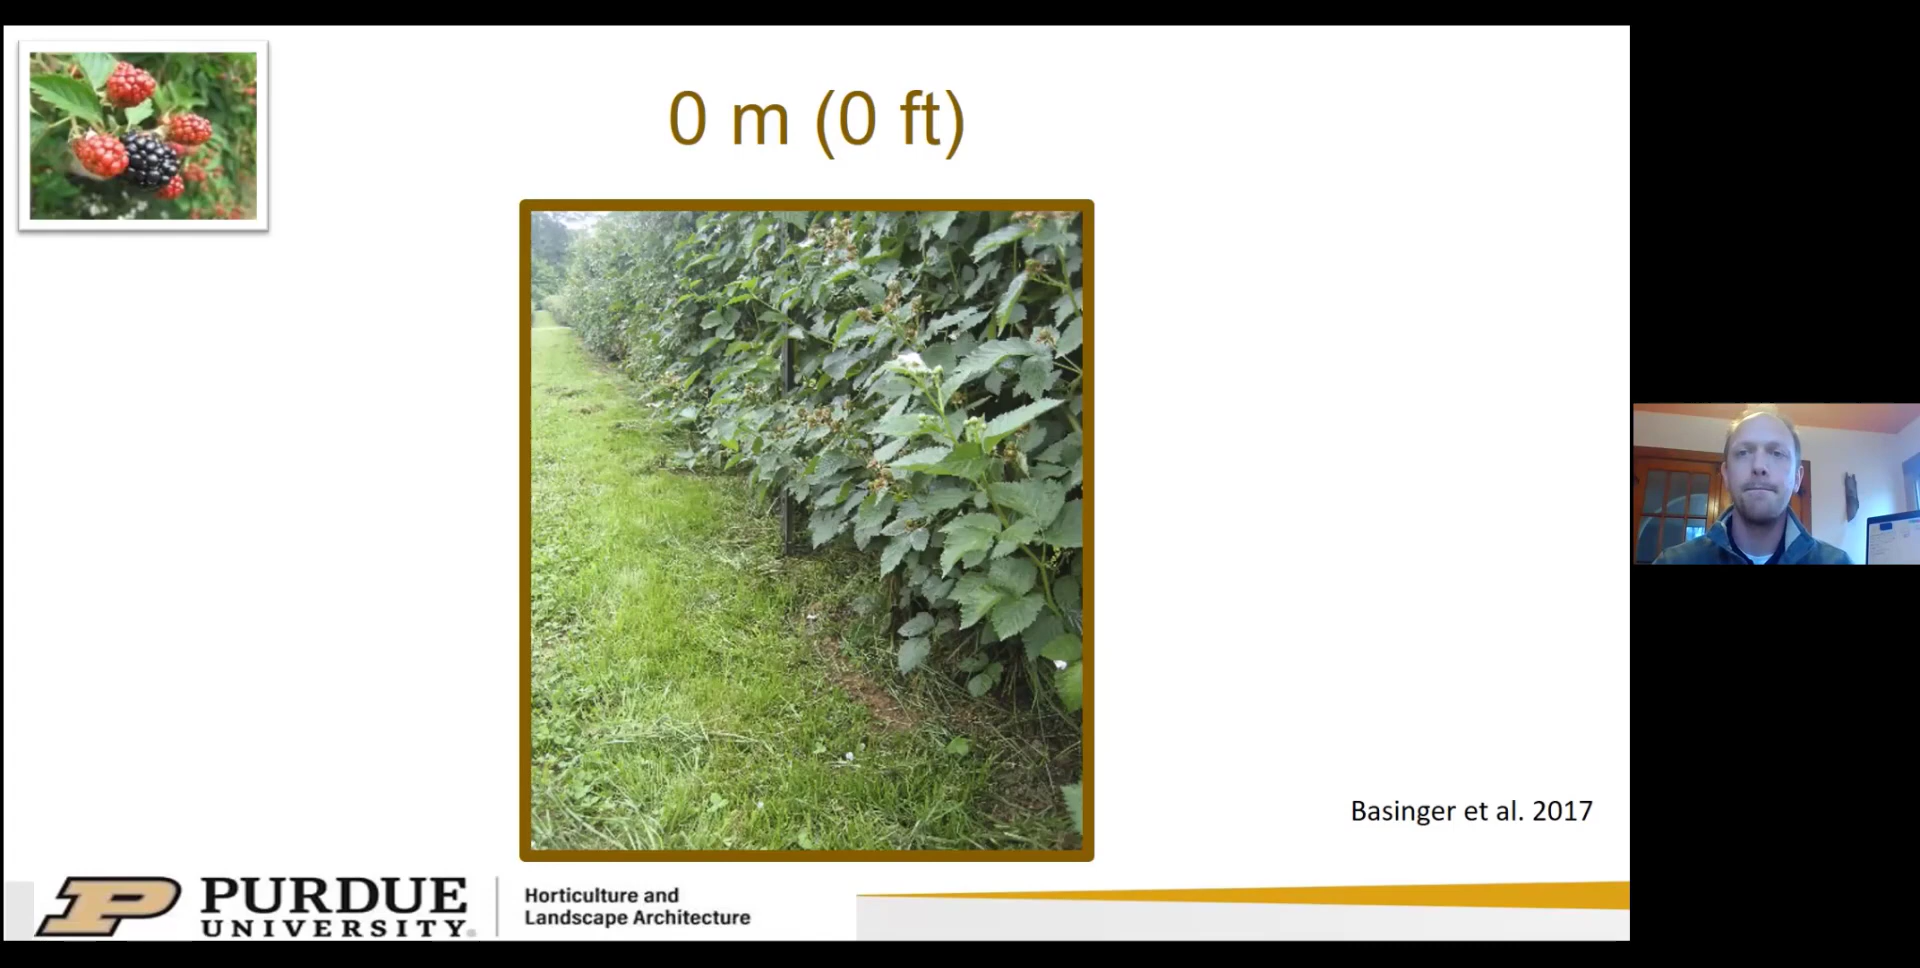 0 m (0 ft)
Basinger et al. 2017
PURDUE
UNIVERSITY®
Horticulture and
Landscape Architecture